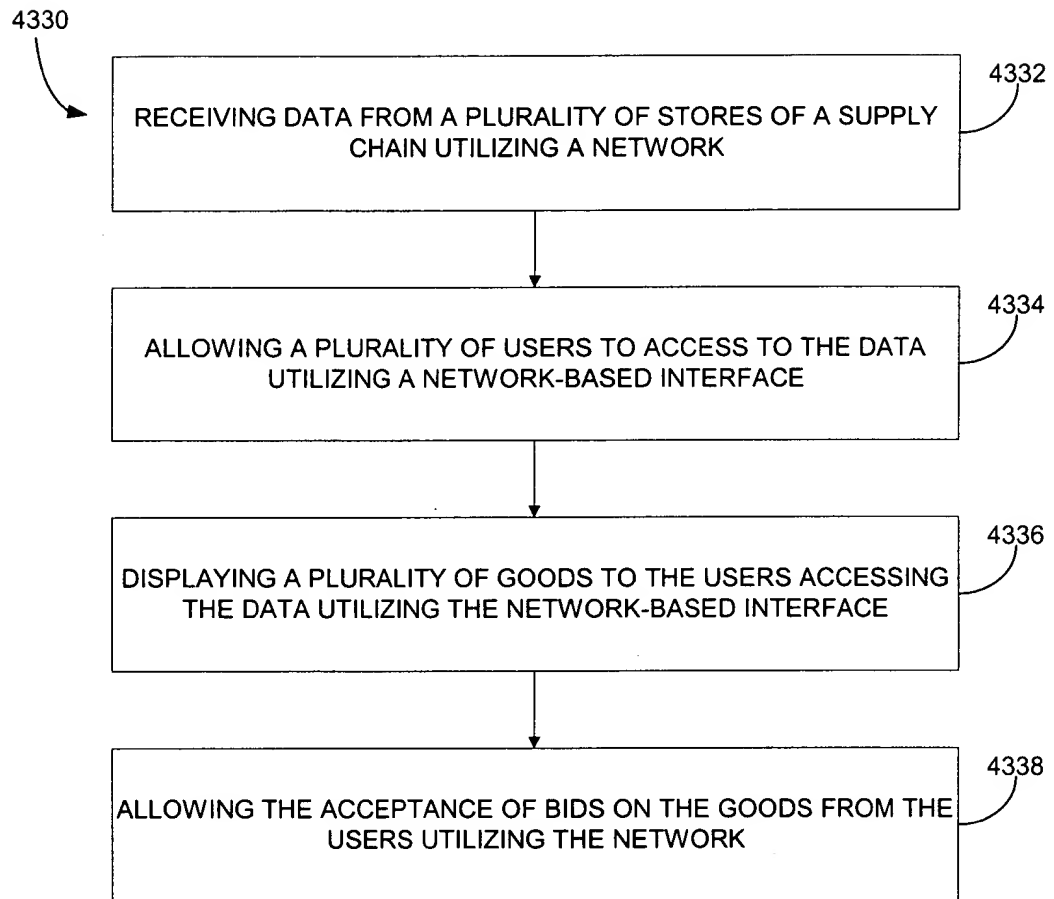 4330
4332
RECEIVING DATA FROM A PLURALITY OF STORES OF A SUPPLY
CHAIN UTILIZING A NETWORK
4334
ALLOWING A PLURALITY OF USERS TO ACCESS TO THE DATA
UTILIZING A NETWORK-BASED INTERFACE
4336
DISPLAYING A PLURALITY OF GOODS TO THE USERS ACCESSING
THE DATA UTILIZING THE NETWORK-BASED INTERFACE
4338
ALLOWING THE ACCEPTANCE OF BIDS ON THE GOODS FROM THE
USERS UTILIZING THE NETWORK